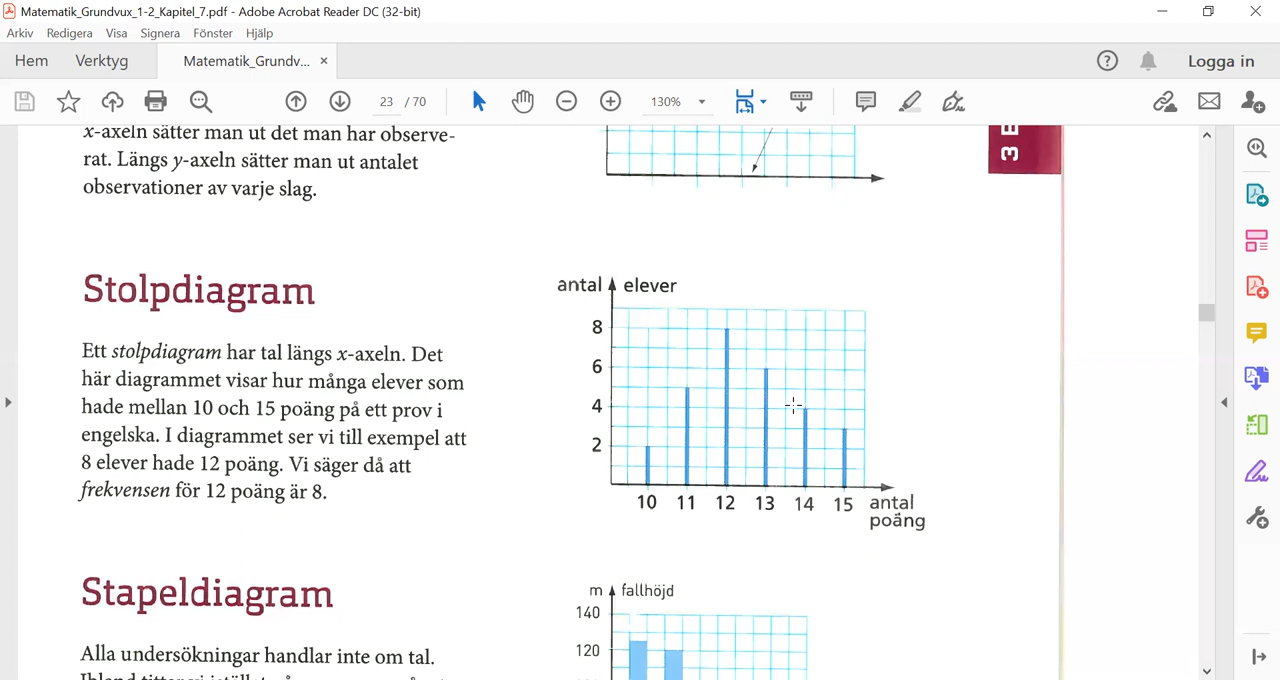 Matematik_Grundvux_1-2_Kapitel_7.pdf - Adobe Acrobat Reader DC (32-bit)
Arkiv Redigera Visa Signera Fönster Hjälp
Hem Verktyg Matematik_Grundv... × Logga in
23 / 70 130%
x-axeln sätter man ut det man har observe-
rat. Längs y-axeln sätter man ut antalet
observationer av varje slag.
Stolpdiagram
Ett stolpdiagram har tal längs x-axeln. Det
här diagrammet visar hur många elever som
hade mellan 10 och 15 poäng på ett prov i
engelska. I diagrammet ser vi till exempel att
8 elever hade 12 poäng. Vi säger då att
frekvensen för 12 poäng är 8.
antal elever
8
6
4
2
10 11 12 13 14 15 antal
poäng
Stapeldiagram
Alla undersökningar handlar inte om tal.
m fallhöjd
140
120